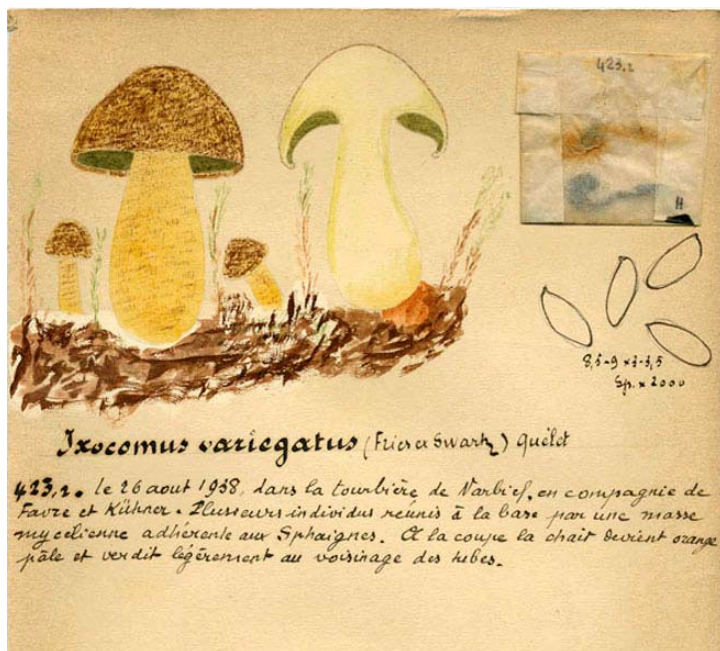 423,2
H
8,5-9 x 3-3,5
Sp. x 2000
Ixocomus variegatus (Fries ex Swartz) Quélet
423,2. le 26 aout 1938, dans la tourbière de Narbief, en compagnie de
Favre et Kühner. Plusieurs individus réunis à la base par une masse
mycélienne adhérente aux Sphaignes. A la coupe la chair devient orange
pâle et verdit légèrement au voisinage des tubes.